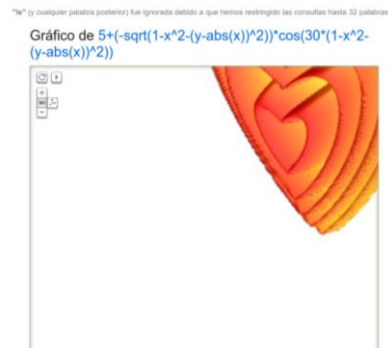 "le" (y cualquier palabra posterior) fue ignorada debido a que hemos restringido las consultas hasta 32 palabras
Gráfico de 5+(-sqrt(1-x^2-(y-abs(x))^2))*cos(30*(1-x^2-
(y-abs(x))^2))